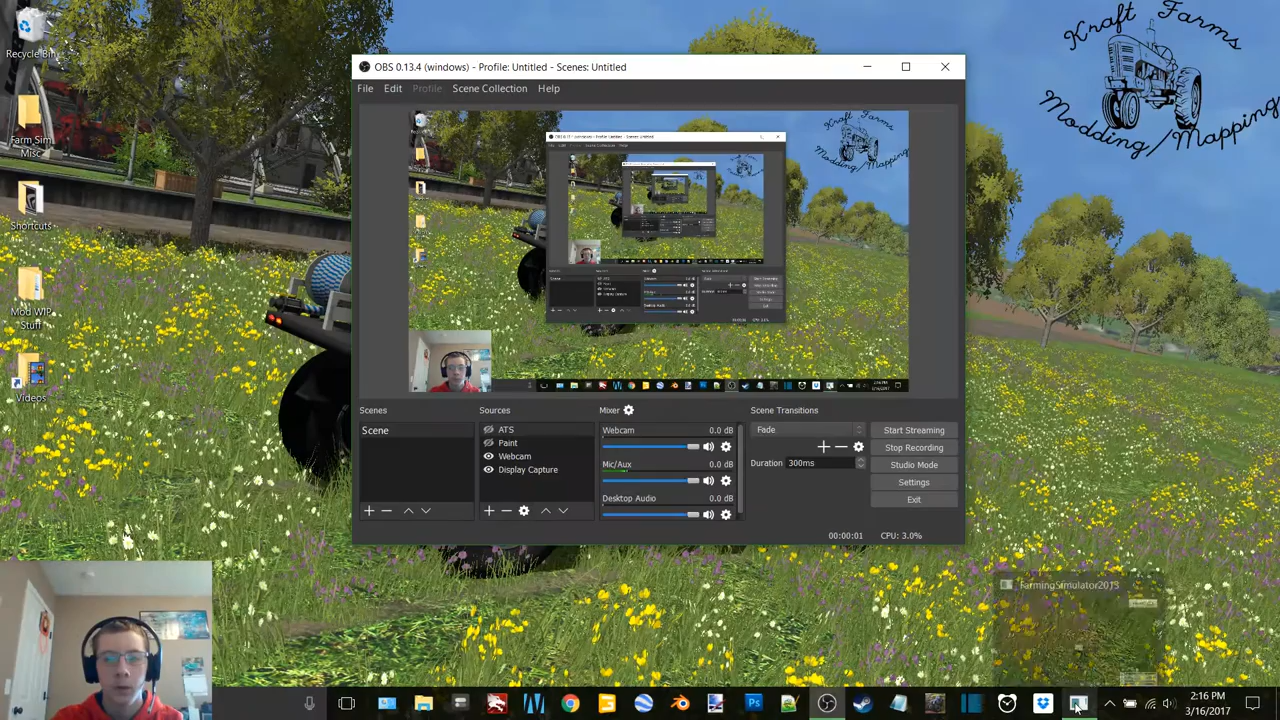 Recycle Bin
Farm Sim
Misc
Shortcuts
Mod WIP
Stuff
Videos
Kraft Farms
Modding/Mapping
OBS 0.13.4 (windows) - Profile: Untitled - Scenes: Untitled
File Edit Profile Scene Collection Help
Scenes
Scene
Sources
ATS
Paint
Webcam
Display Capture
Mixer
Webcam 0.0 dB
Mic/Aux 0.0 dB
Desktop Audio 0.0 dB
Scene Transitions
Fade
Duration 300ms
Start Streaming
Stop Recording
Studio Mode
Settings
Exit
00:00:01 CPU: 3.0%
FarmingSimulator2013
Ps
2:16 PM
3/16/2017